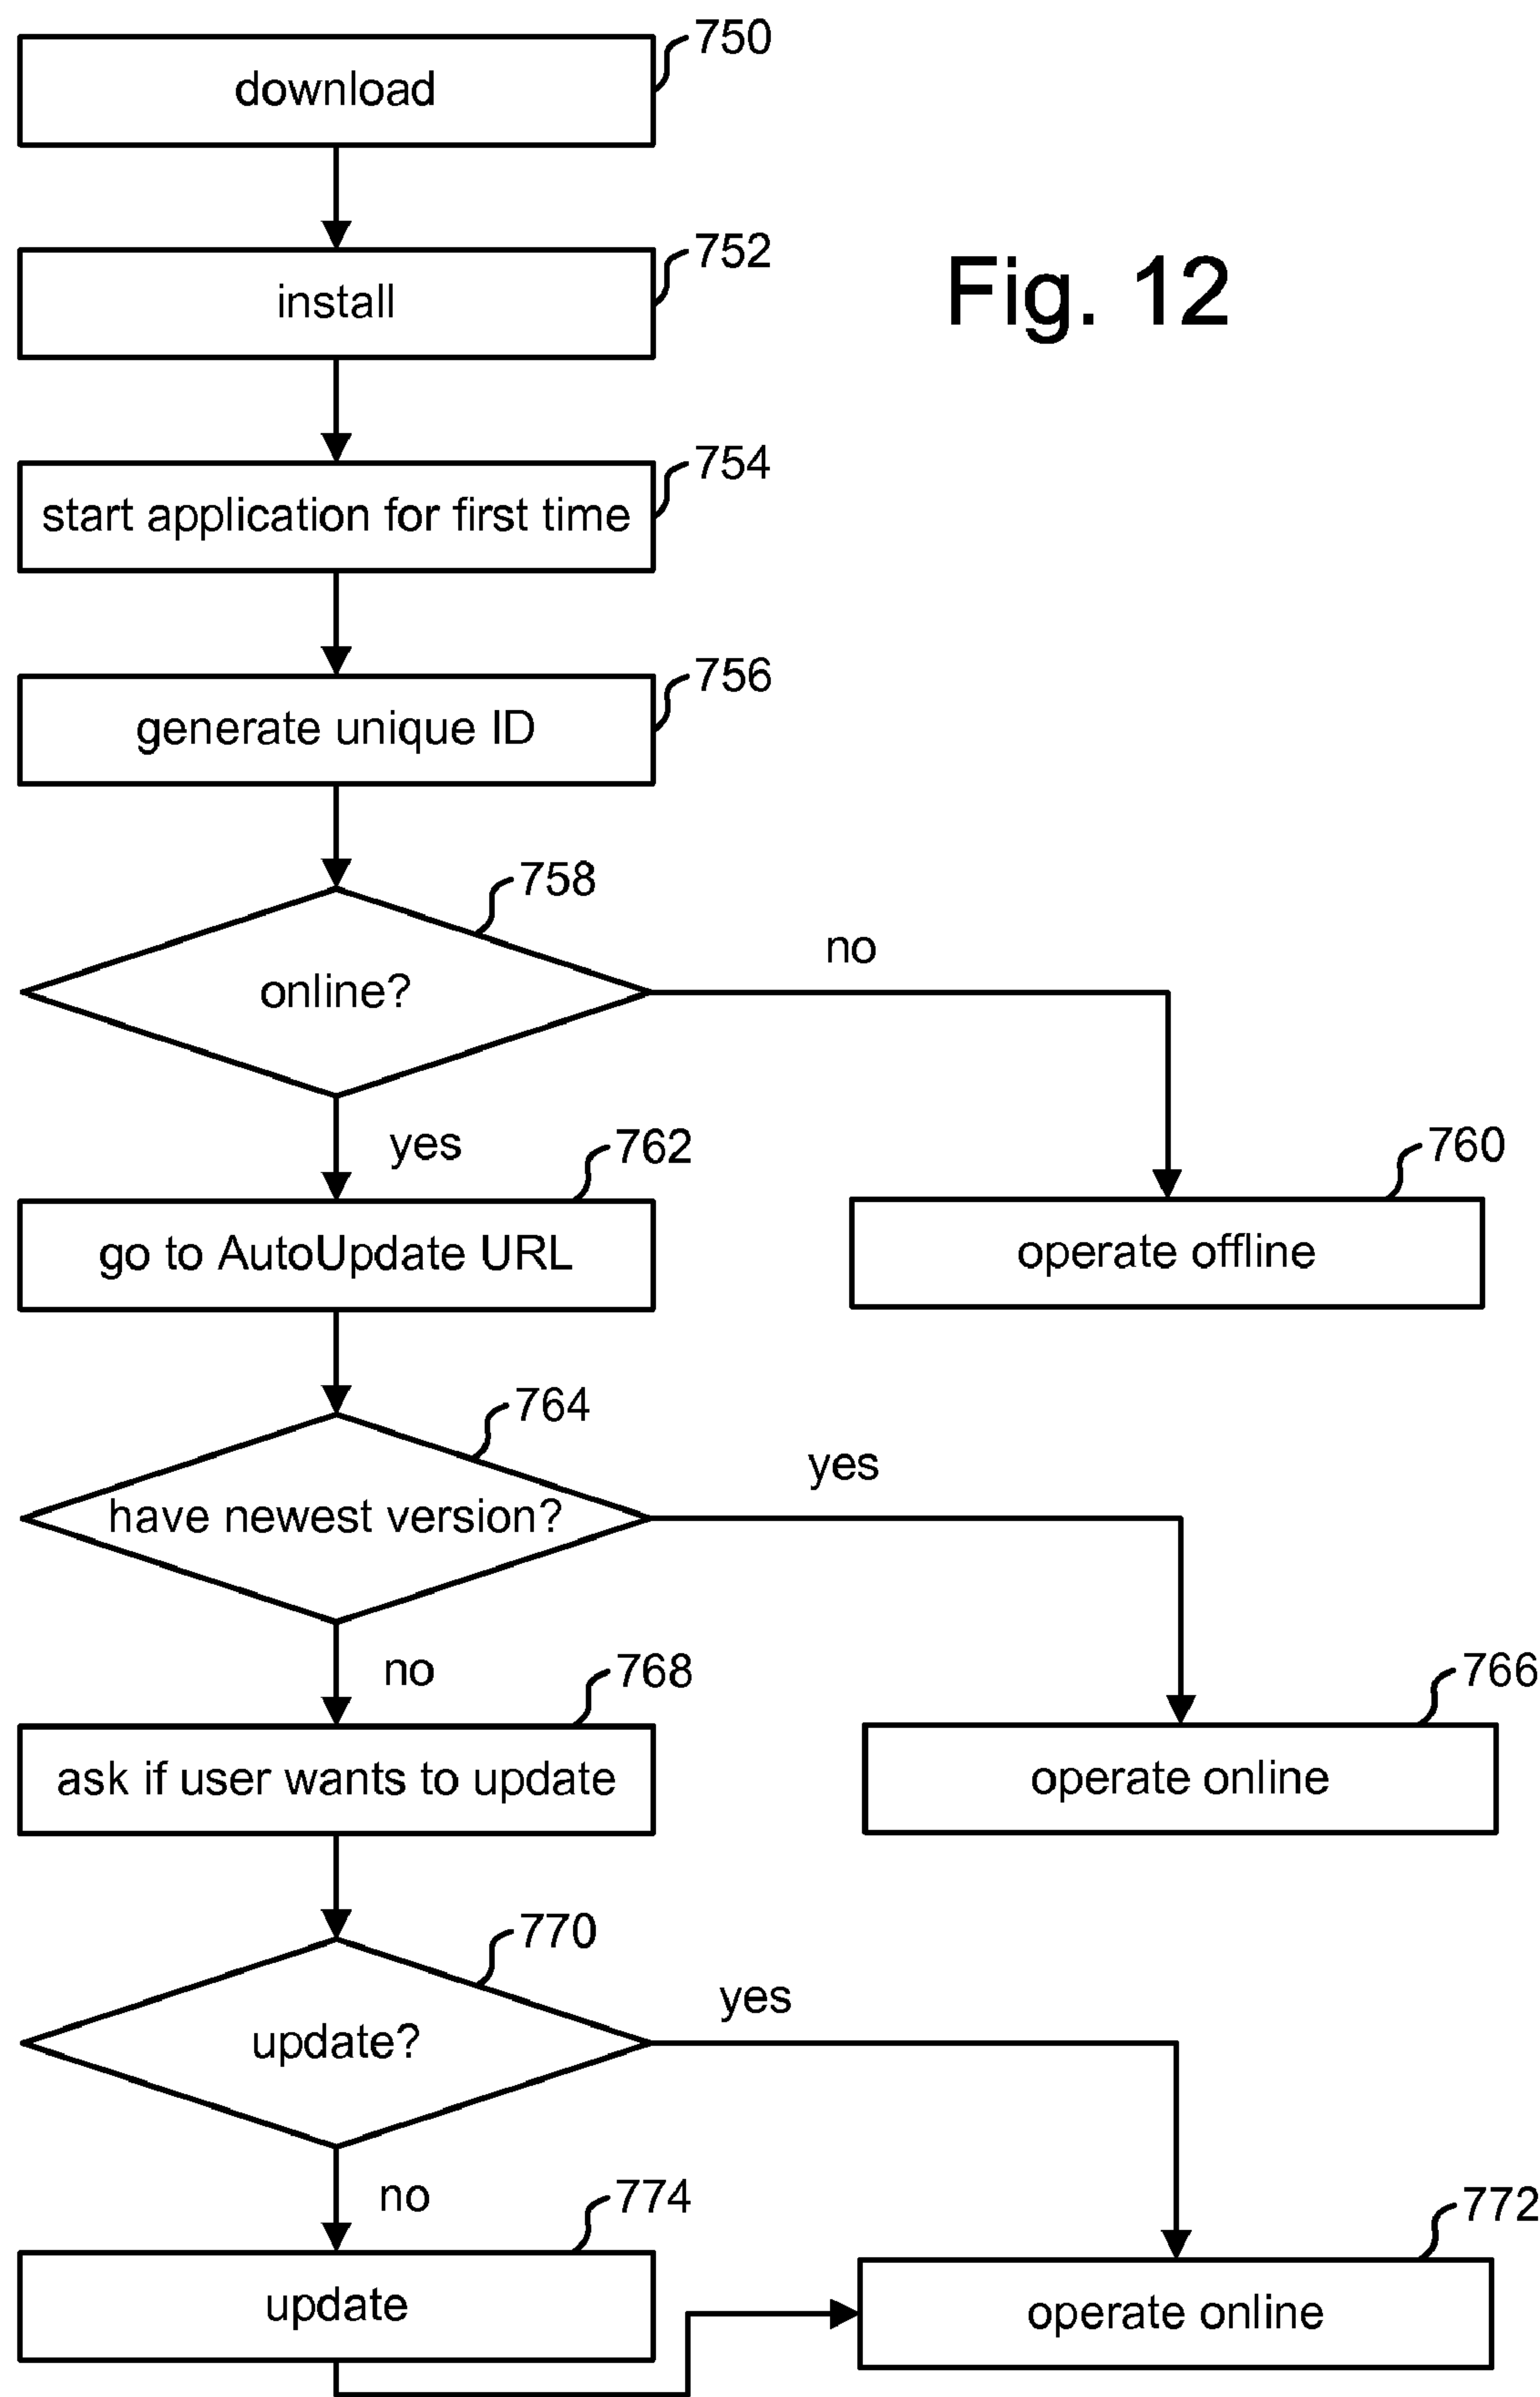 750
download
752
install
Fig. 12
754
start application for first time
756
generate unique ID
758
online?
no
yes
762
go to AutoUpdate URL
760
operate offline
764
have newest version?
yes
no
768
ask if user wants to update
766
operate online
770
update?
yes
no
774
update
772
operate online